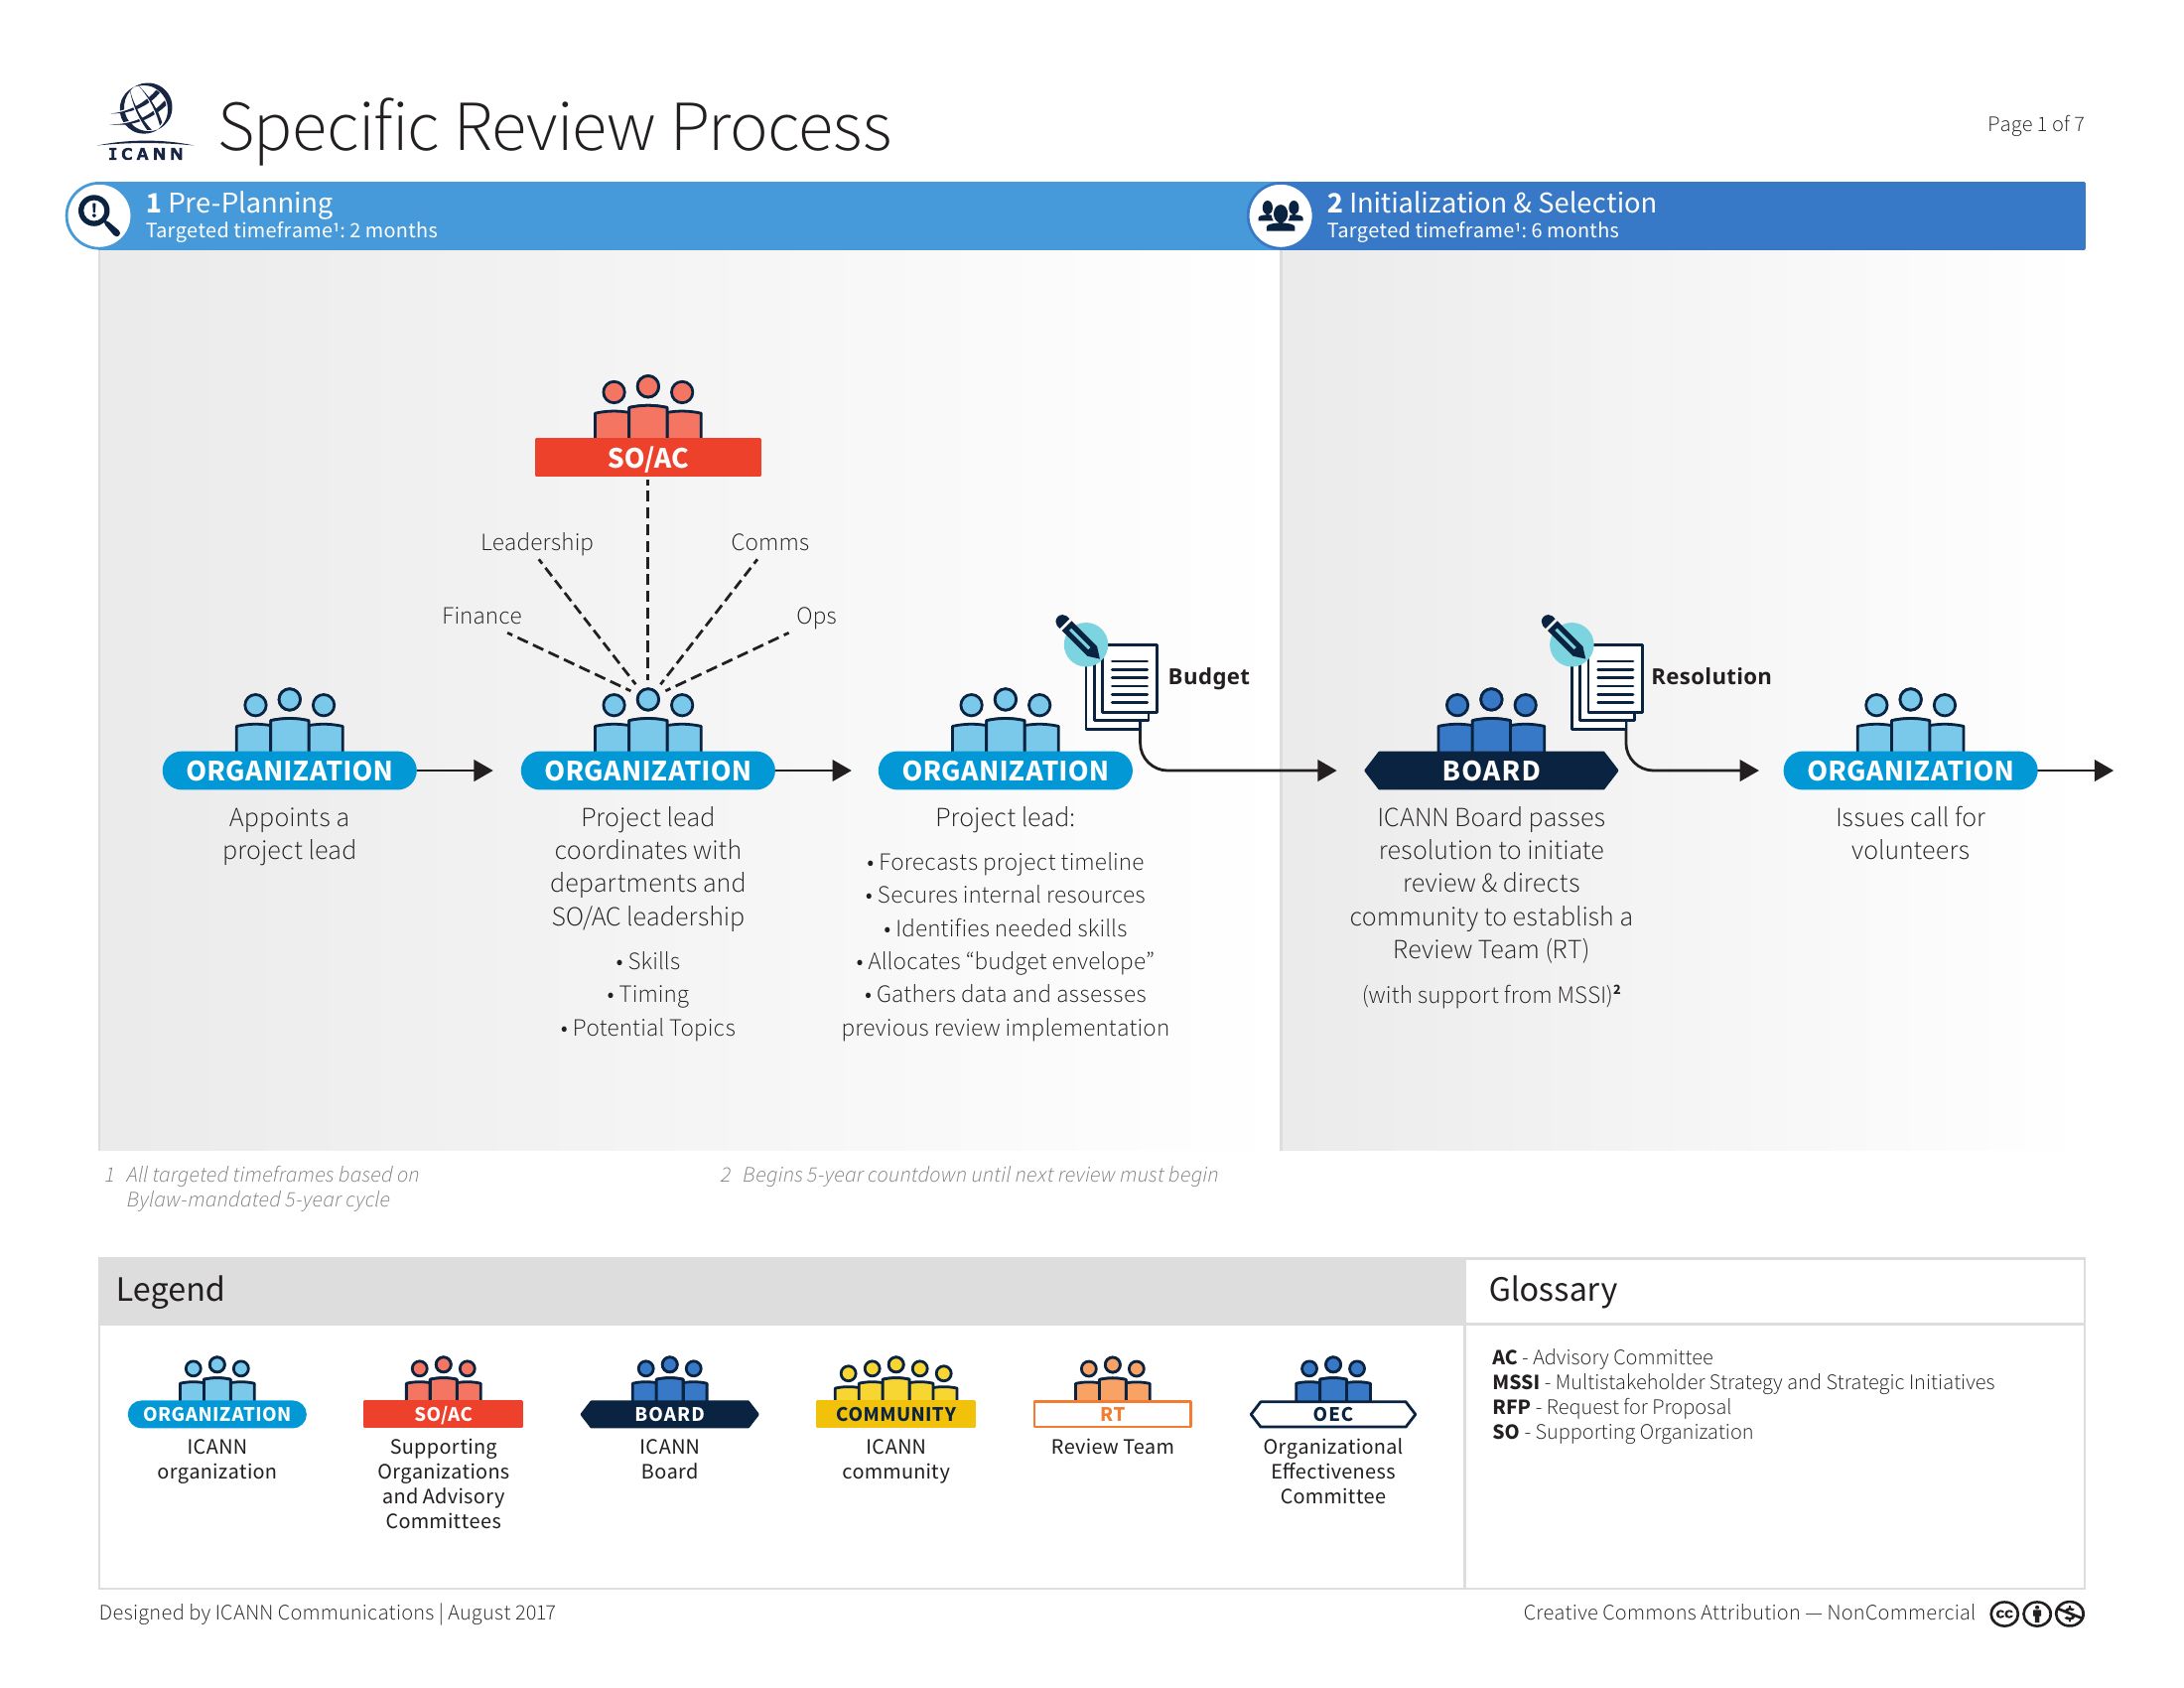 ICANN
Specific Review Process
Page 1 of 7
1 Pre-Planning
Targeted timeframe¹: 2 months
2 Initialization & Selection
Targeted timeframe¹: 6 months
SO/AC
Leadership
Comms
Finance
Ops
Budget
Resolution
ORGANIZATION
Appoints a
project lead
ORGANIZATION
Project lead
coordinates with
departments and
SO/AC leadership
• Skills
• Timing
• Potential Topics
ORGANIZATION
Project lead:
• Forecasts project timeline
• Secures internal resources
• Identifies needed skills
• Allocates “budget envelope”
• Gathers data and assesses
previous review implementation
BOARD
ICANN Board passes
resolution to initiate
review & directs
community to establish a
Review Team (RT)
(with support from MSSI)²
ORGANIZATION
Issues call for
volunteers
1 All targeted timeframes based on
Bylaw-mandated 5-year cycle
2 Begins 5-year countdown until next review must begin
Legend
ORGANIZATION
ICANN
organization
SO/AC
Supporting
Organizations
and Advisory
Committees
BOARD
ICANN
Board
COMMUNITY
ICANN
community
RT
Review Team
OEC
Organizational
Effectiveness
Committee
Glossary
AC - Advisory Committee
MSSI - Multistakeholder Strategy and Strategic Initiatives
RFP - Request for Proposal
SO - Supporting Organization
Designed by ICANN Communications | August 2017
Creative Commons Attribution — NonCommercial
cc